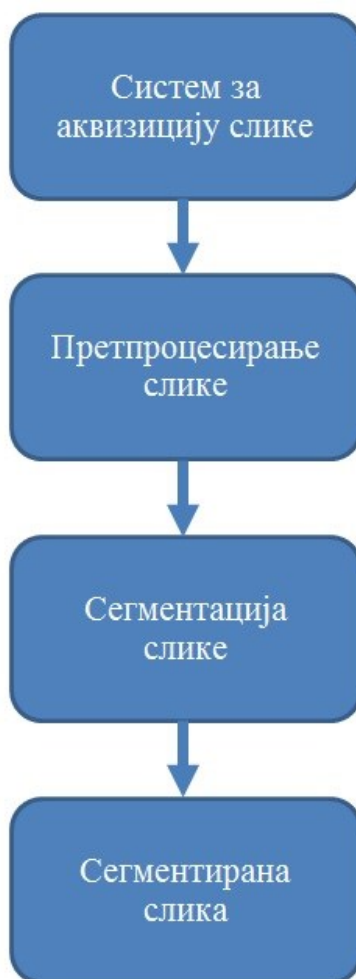 Систем за
аквизицију слике
Претпроцесирање
слике
Сегментација
слике
Сегментирана
слика